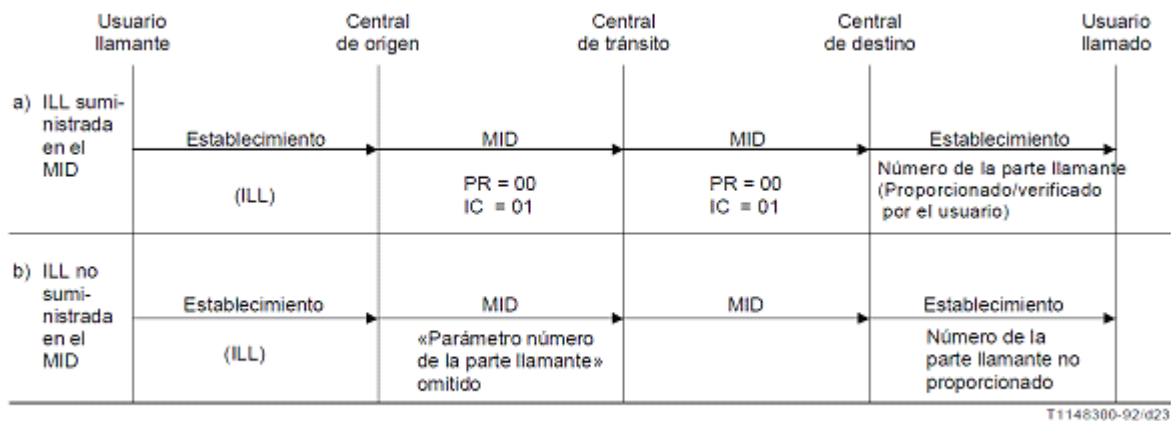 Usuario
llamante
Central
de origen
Central
de tránsito
Central
de destino
Usuario
llamado
a) ILL sumi-
nistrada
en el
MID
Establecimiento
(ILL)
MID
PR = 00
IC = 01
MID
PR = 00
IC = 01
Establecimiento
Número de la parte llamante
(Proporcionado/verificado
por el usuario)
b) ILL no
sumi-
nistrada
en el
MID
Establecimiento
(ILL)
MID
«Parámetro número
de la parte llamante»
omitido
MID
Establecimiento
Número de la
parte llamante no
proporcionado
T1148300-92/d23